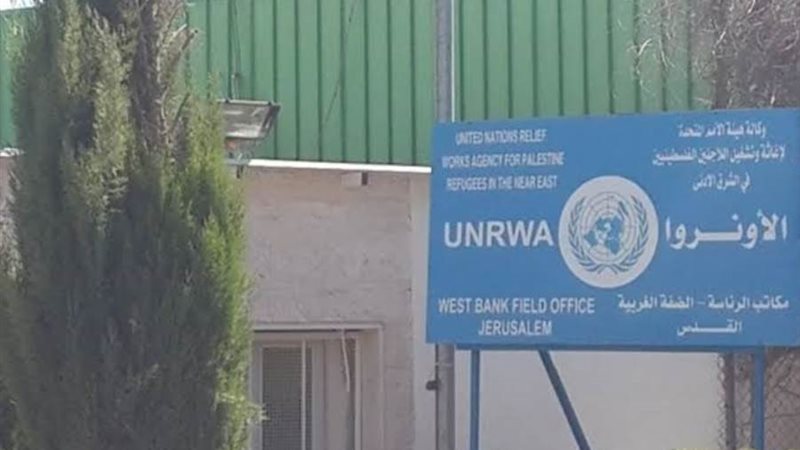 UNITED NATIONS RELIEF
WORKS AGENCY FOR PALESTINE
REFUGEES IN THE NEAR EAST
UNRWA
WEST BANK FIELD OFFICE
JERUSALEM
وكالة هيئة الأمم المتحدة
لإغاثة وتشغيل اللاجئين الفلسطينيين
في الشرق الادنى
الأونروا
مكاتب الرئاسة - الضفة الغربية
القدس